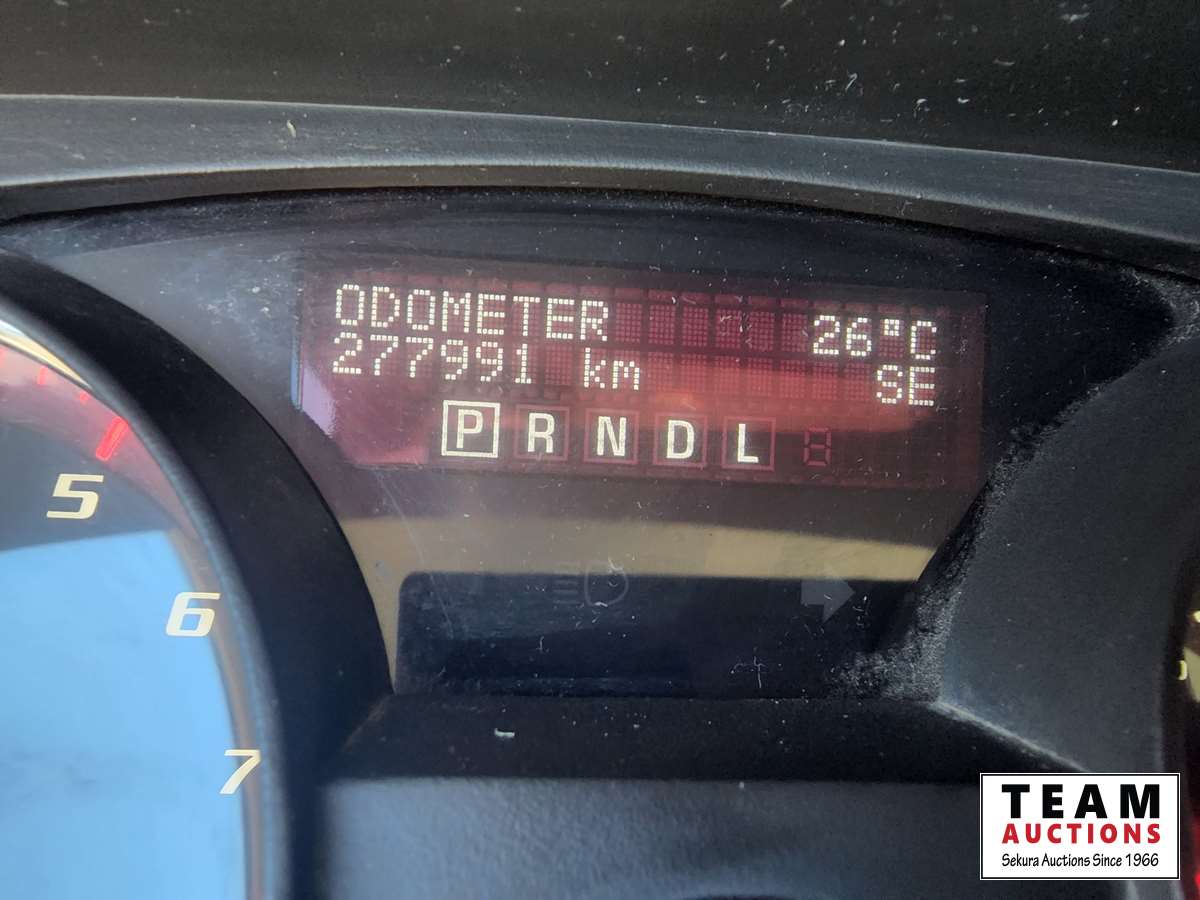 ODOMETER 26°C
277991 km SE
P R N D L
5
6
7
TEAM
AUCTIONS
Sekura Auctions Since 1966